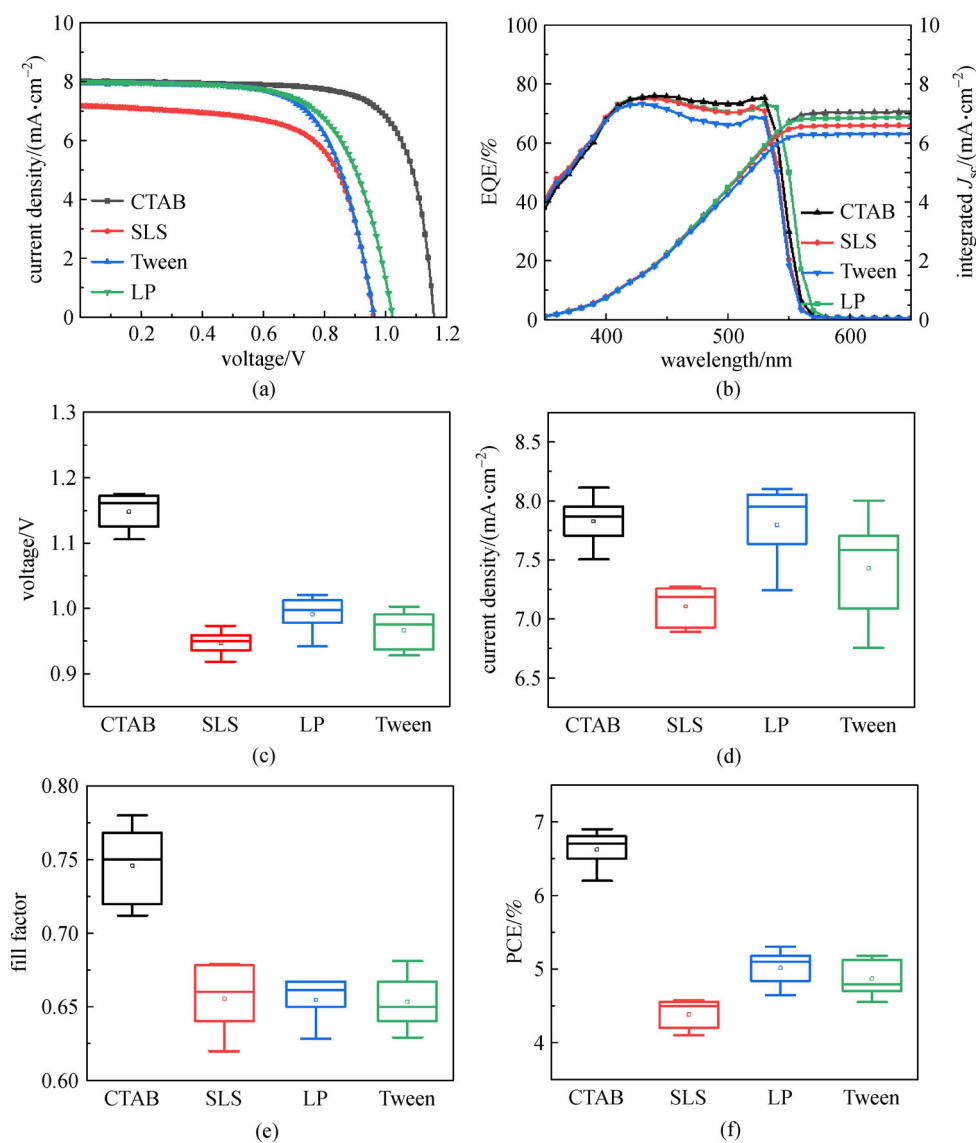 10
8
6
4
2
0
current density/(mA·cm−2)
CTAB
SLS
Tween
LP
0.2 0.4 0.6 0.8 1.0 1.2
voltage/V
(a)
100
80
60
40
20
0
EQE/%
CTAB
SLS
Tween
LP
10
8
6
4
2
0
integrated Jsc/(mA·cm−2)
400 500 600
wavelength/nm
(b)
1.3
1.2
1.1
1.0
0.9
voltage/V
CTAB SLS LP Tween
(c)
8.5
8.0
7.5
7.0
6.5
current density/(mA·cm−2)
CTAB SLS LP Tween
(d)
0.80
0.75
0.70
0.65
0.60
fill factor
CTAB SLS LP Tween
(e)
7
6
5
4
PCE/%
CTAB SLS LP Tween
(f)